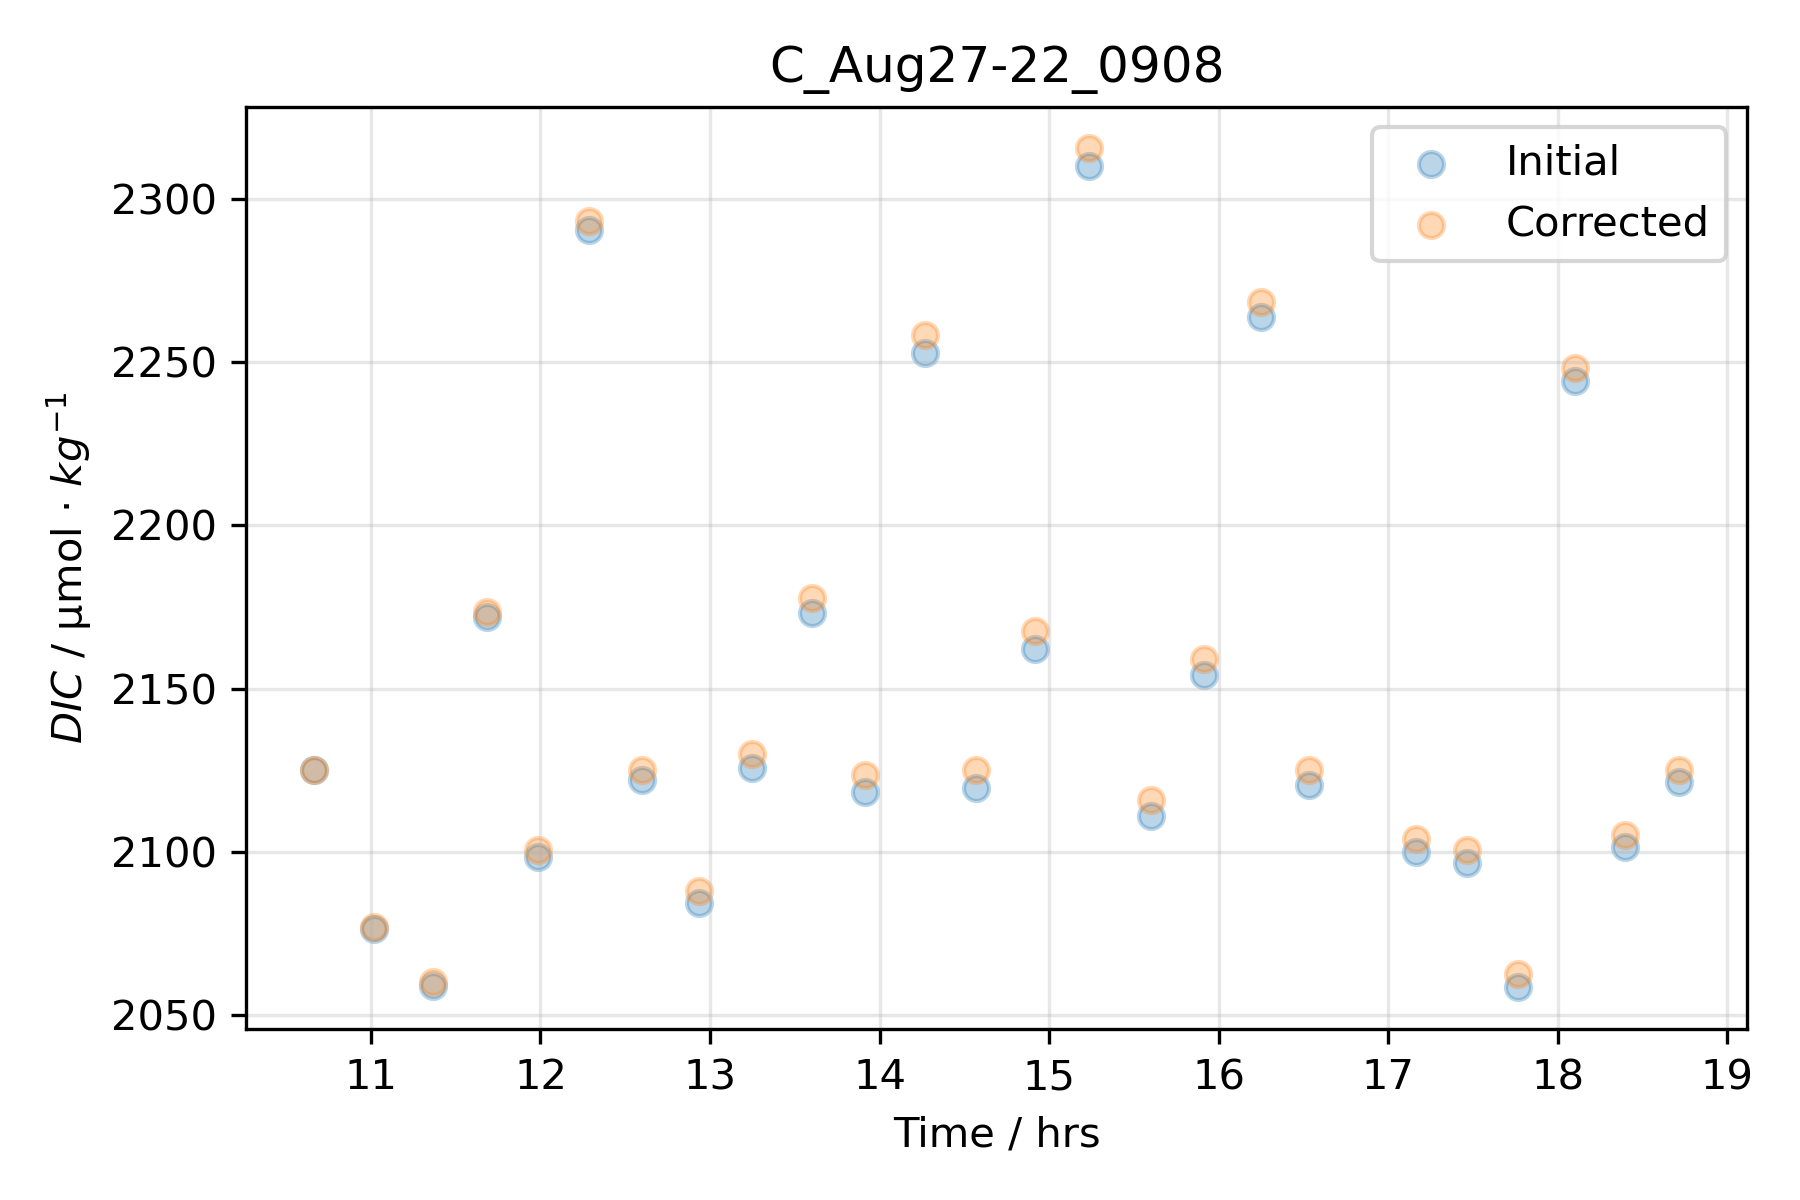 C_Aug27-22_0908
Initial
Corrected
2300
2250
2200
2150
2100
2050
DIC / µmol · kg⁻¹
11 12 13 14 15 16 17 18 19
Time / hrs